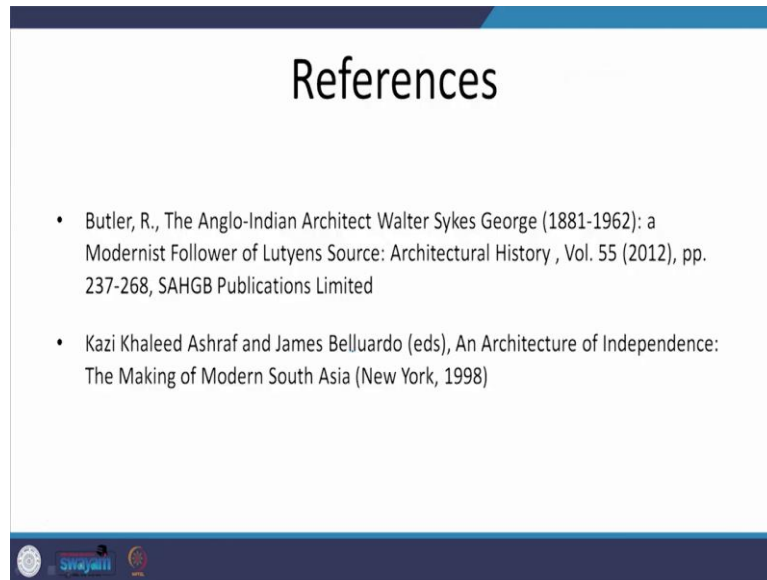 References
• Butler, R., The Anglo-Indian Architect Walter Sykes George (1881-1962): a
Modernist Follower of Lutyens Source: Architectural History , Vol. 55 (2012), pp.
237-268, SAHGB Publications Limited
• Kazi Khaleed Ashraf and James Belluardo (eds), An Architecture of Independence:
The Making of Modern South Asia (New York, 1998)
swayam